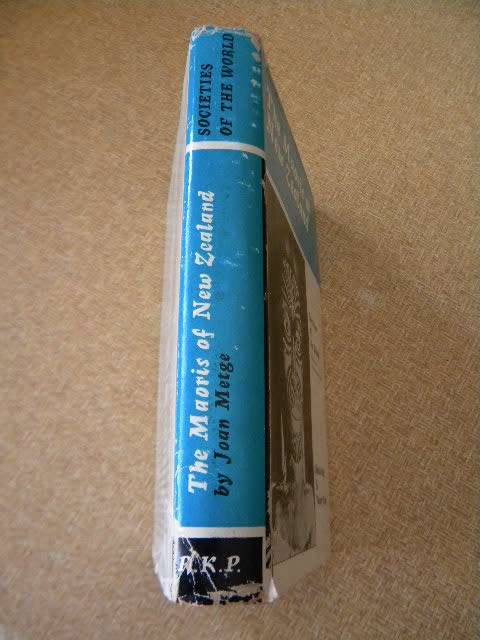 SOCIETIES
OF THE WORLD
The Maoris of New Zealand
by Joan Metge
R.K.P.